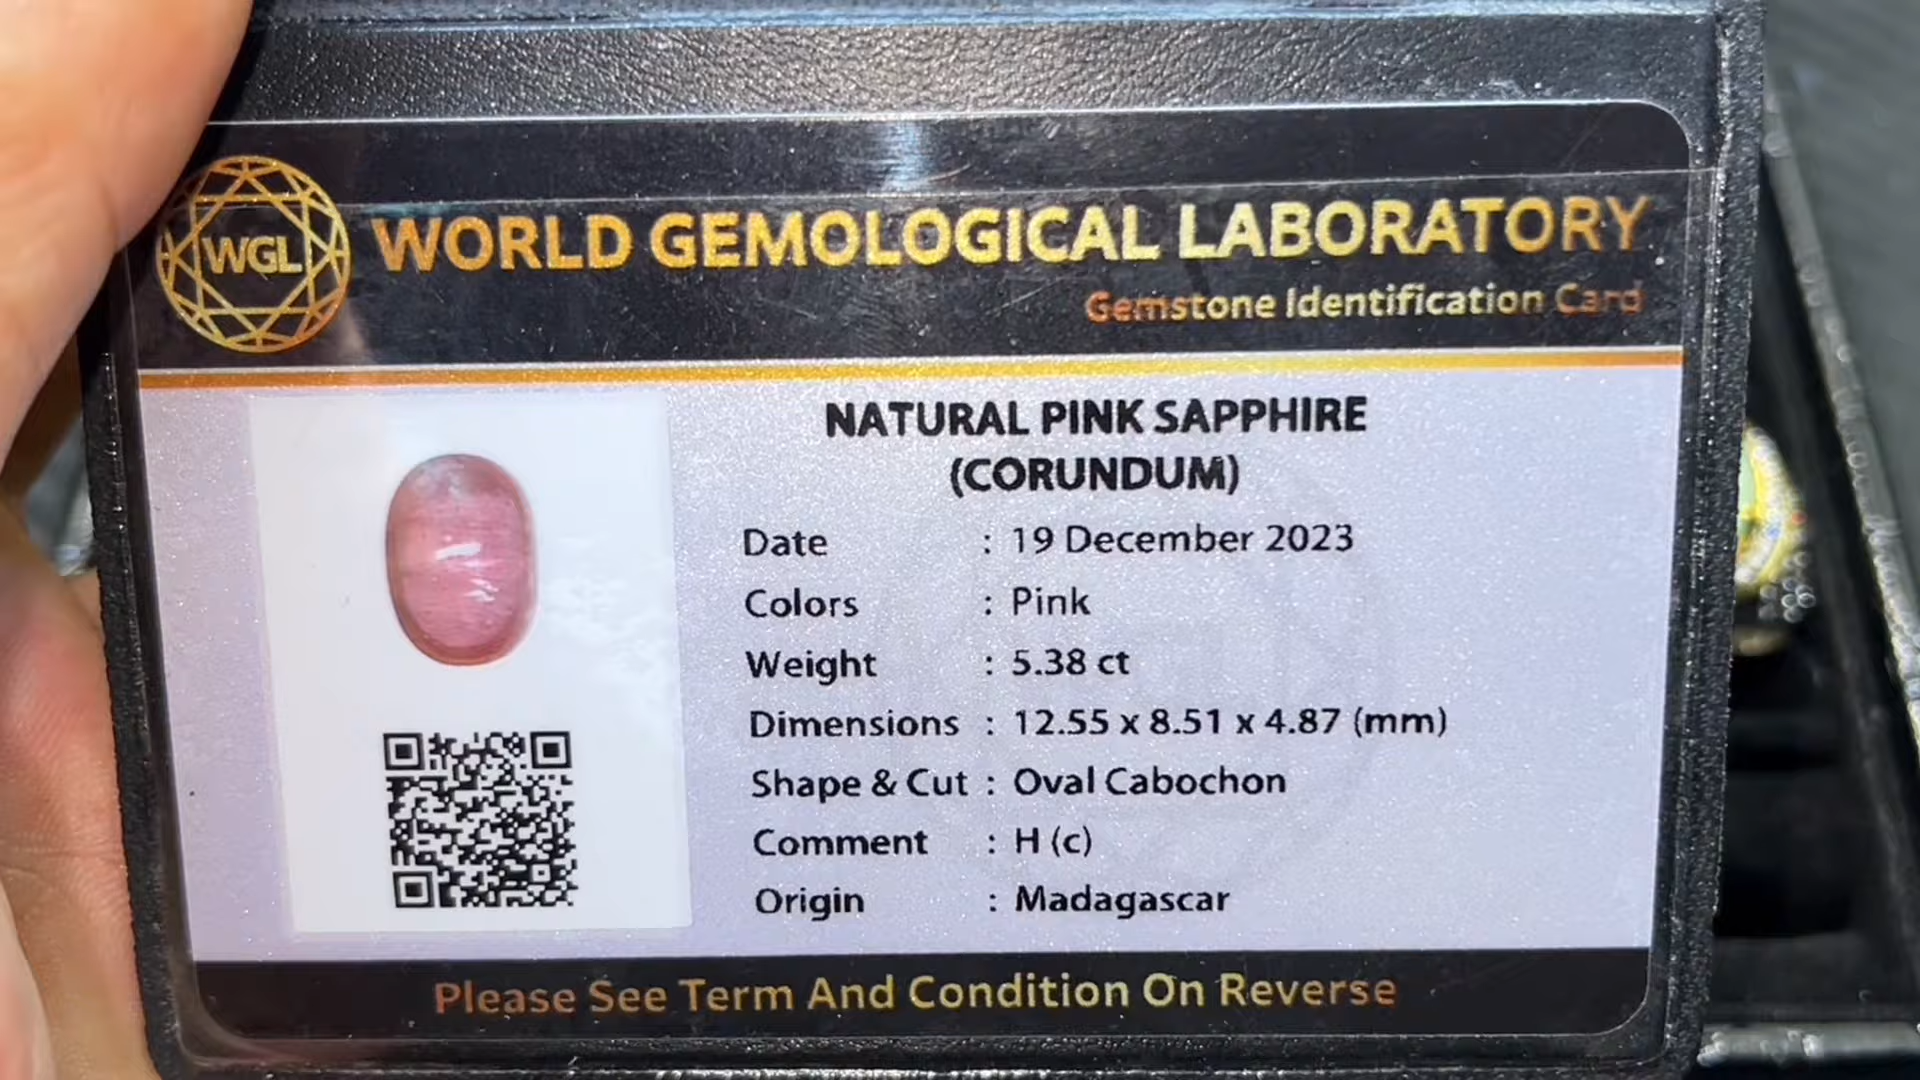 WGL
WORLD GEMOLOGICAL LABORATORY
Gemstone Identification Card
NATURAL PINK SAPPHIRE
(CORUNDUM)
Date : 19 December 2023
Colors : Pink
Weight : 5.38 ct
Dimensions : 12.55 x 8.51 x 4.87 (mm)
Shape & Cut : Oval Cabochon
Comment : H (c)
Origin : Madagascar
Please See Term And Condition On Reverse